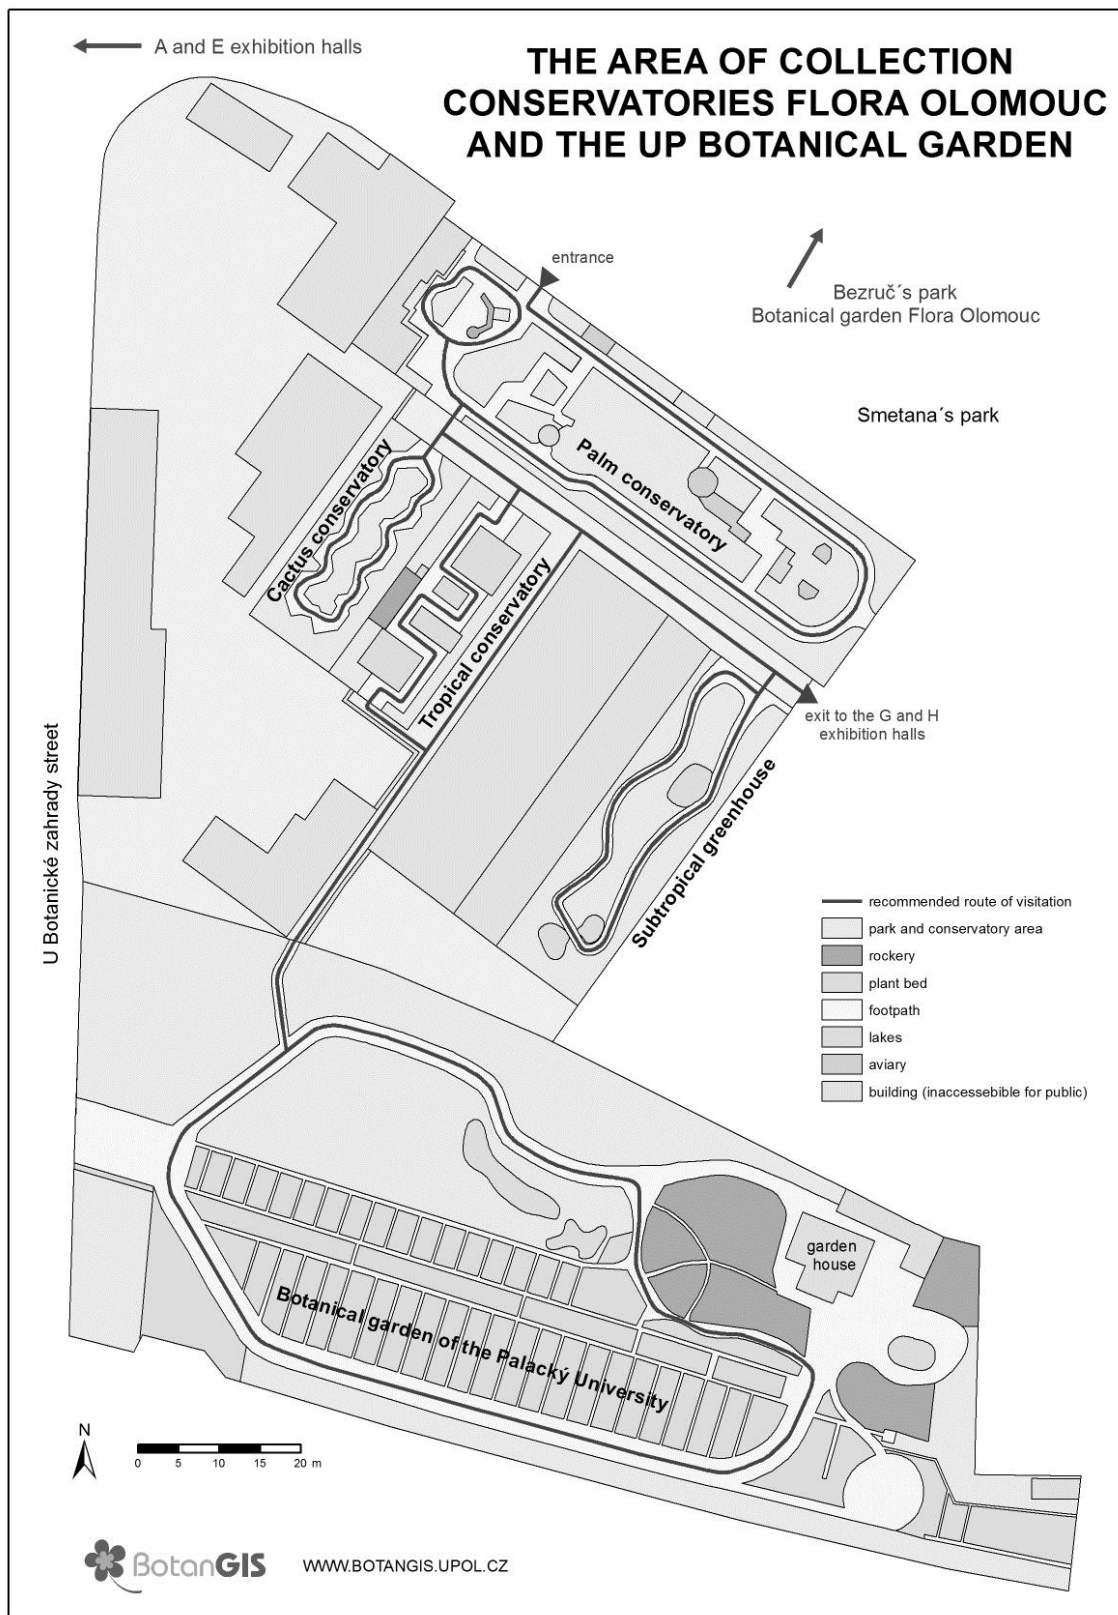 A and E exhibition halls
THE AREA OF COLLECTION
CONSERVATORIES FLORA OLOMOUC
AND THE UP BOTANICAL GARDEN
entrance
Bezruč´s park
Botanical garden Flora Olomouc
Smetana´s park
Palm conservatory
Cactus conservatory
Tropical conservatory
exit to the G and H
exhibition halls
Subtropical greenhouse
U Botanické zahrady street
recommended route of visitation
park and conservatory area
rockery
plant bed
footpath
lakes
aviary
building (inaccessebible for public)
garden
house
Botanical garden of the Palacký University
N
0 5 10 15 20 m
BotanGIS
WWW.BOTANGIS.UPOL.CZ